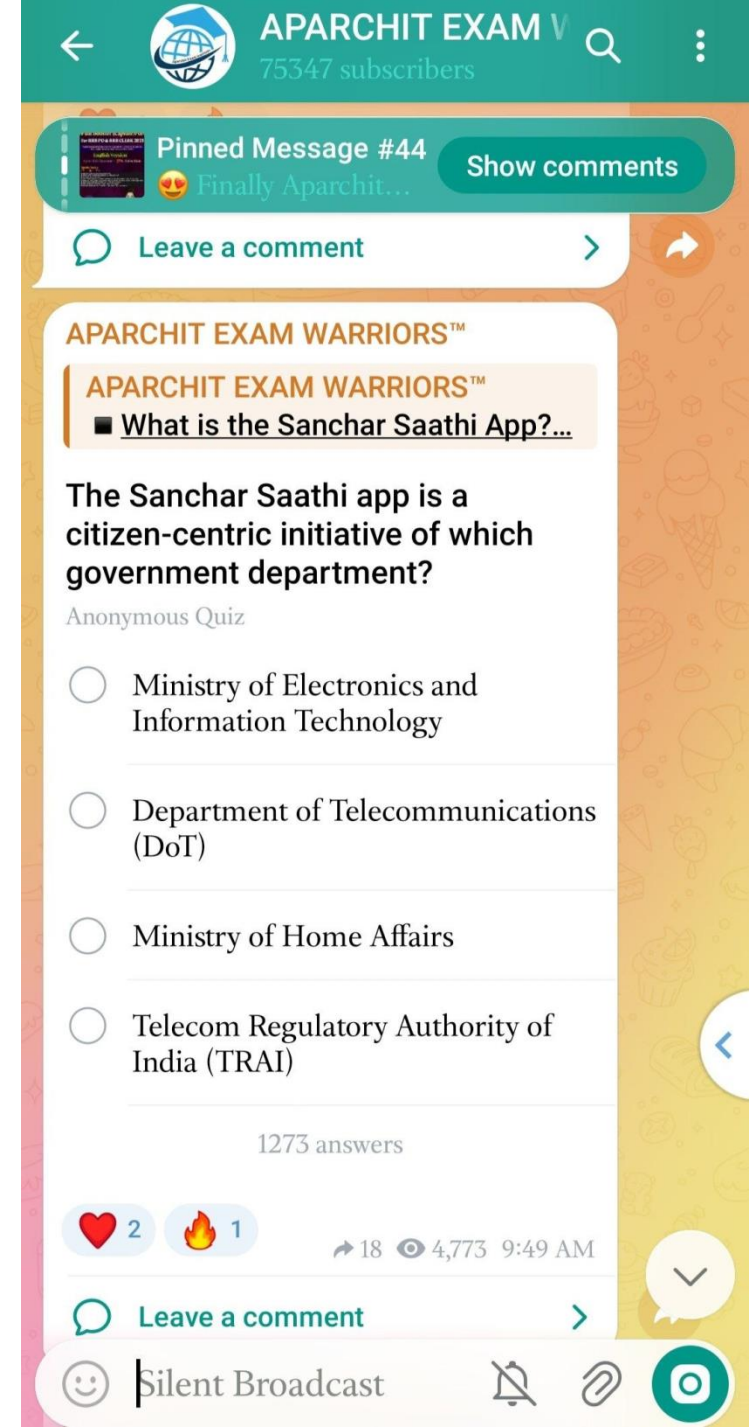 APARCHIT EXAM W
75347 subscribers
Pinned Message #44
😍 Finally Aparchit...
Show comments
Leave a comment
APARCHIT EXAM WARRIORS™
APARCHIT EXAM WARRIORS™
▪ What is the Sanchar Saathi App?...
The Sanchar Saathi app is a
citizen-centric initiative of which
government department?
Anonymous Quiz
Ministry of Electronics and
Information Technology
Department of Telecommunications
(DoT)
Ministry of Home Affairs
Telecom Regulatory Authority of
India (TRAI)
1273 answers
❤️ 2 🔥 1
18 4,773 9:49 AM
Leave a comment
Silent Broadcast